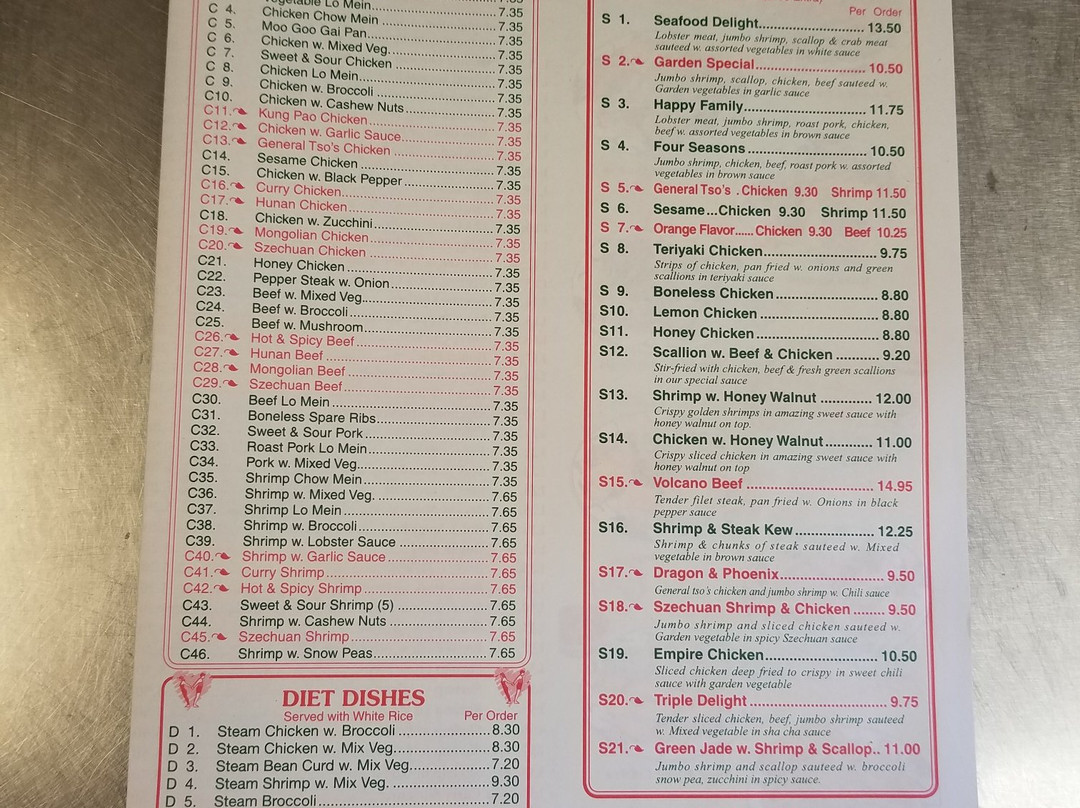 Vegetable Lo Mein 7.35
C 4. Chicken Chow Mein 7.35
C 5. Moo Goo Gai Pan 7.35
C 6. Chicken w. Mixed Veg. 7.35
C 7. Sweet & Sour Chicken 7.35
C 8. Chicken Lo Mein 7.35
C 9. Chicken w. Broccoli 7.35
C10. Chicken w. Cashew Nuts 7.35
C11. Kung Pao Chicken 7.35
C12. Chicken w. Garlic Sauce 7.35
C13. General Tso's Chicken 7.35
C14. Sesame Chicken 7.35
C15. Chicken w. Black Pepper 7.35
C16. Curry Chicken 7.35
C17. Hunan Chicken 7.35
C18. Chicken w. Zucchini 7.35
C19. Mongolian Chicken 7.35
C20. Szechuan Chicken 7.35
C21. Honey Chicken 7.35
C22. Pepper Steak w. Onion 7.35
C23. Beef w. Mixed Veg. 7.35
C24. Beef w. Broccoli 7.35
C25. Beef w. Mushroom 7.35
C26. Hot & Spicy Beef 7.35
C27. Hunan Beef 7.35
C28. Mongolian Beef 7.35
C29. Szechuan Beef 7.35
C30. Beef Lo Mein 7.35
C31. Boneless Spare Ribs 7.35
C32. Sweet & Sour Pork 7.35
C33. Roast Pork Lo Mein 7.35
C34. Pork w. Mixed Veg. 7.35
C35. Shrimp Chow Mein 7.35
C36. Shrimp w. Mixed Veg. 7.65
C37. Shrimp Lo Mein 7.65
C38. Shrimp w. Broccoli 7.65
C39. Shrimp w. Lobster Sauce 7.65
C40. Shrimp w. Garlic Sauce 7.65
C41. Curry Shrimp 7.65
C42. Hot & Spicy Shrimp 7.65
C43. Sweet & Sour Shrimp (5) 7.65
C44. Shrimp w. Cashew Nuts 7.65
C45. Szechuan Shrimp 7.65
C46. Shrimp w. Snow Peas 7.65
DIET DISHES
Served with White Rice Per Order
D 1. Steam Chicken w. Broccoli 8.30
D 2. Steam Chicken w. Mix Veg. 8.30
D 3. Steam Bean Curd w. Mix Veg. 7.20
D 4. Steam Shrimp w. Mix Veg. 9.30
D 5. Steam Broccoli 7.20
Per Order
S 1. Seafood Delight 13.50
Lobster meat, jumbo shrimp, scallop & crab meat
sauteed w. assorted vegetables in white sauce
S 2. Garden Special 10.50
Jumbo shrimp, scallop, chicken, beef sauteed w.
Garden vegetables in garlic sauce
S 3. Happy Family 11.75
Lobster meat, jumbo shrimp, roast pork, chicken,
beef w. assorted vegetables in brown sauce
S 4. Four Seasons 10.50
Jumbo shrimp, chicken, beef, roast pork w. assorted
vegetables in brown sauce
S 5. General Tso's . Chicken 9.30 Shrimp 11.50
S 6. Sesame...Chicken 9.30 Shrimp 11.50
S 7. Orange Flavor...... Chicken 9.30 Beef 10.25
S 8. Teriyaki Chicken 9.75
Strips of chicken, pan fried w. onions and green
scallions in teriyaki sauce
S 9. Boneless Chicken 8.80
S10. Lemon Chicken 8.80
S11. Honey Chicken 8.80
S12. Scallion w. Beef & Chicken 9.20
Stir-fried with chicken, beef & fresh green scallions
in our special sauce
S13. Shrimp w. Honey Walnut 12.00
Crispy golden shrimps in amazing sweet sauce with
honey walnut on top.
S14. Chicken w. Honey Walnut 11.00
Crispy sliced chicken in amazing sweet sauce with
honey walnut on top
S15. Volcano Beef 14.95
Tender filet steak, pan fried w. Onions in black
pepper sauce
S16. Shrimp & Steak Kew 12.25
Shrimp & chunks of steak sauteed w. Mixed
vegetable in brown sauce
S17. Dragon & Phoenix 9.50
General tso's chicken and jumbo shrimp w. Chili sauce
S18. Szechuan Shrimp & Chicken 9.50
Jumbo shrimp and sliced chicken sauteed w.
Garden vegetable in spicy Szechuan sauce
S19. Empire Chicken 10.50
Sliced chicken deep fried to crispy in sweet chili
sauce with garden vegetable
S20. Triple Delight 9.75
Tender sliced chicken, beef, jumbo shrimp sauteed
w. Mixed vegetable in sha cha sauce
S21. Green Jade w. Shrimp & Scallop.. 11.00
Jumbo shrimp and scallop sauteed w. broccoli
snow pea, zucchini in spicy sauce.